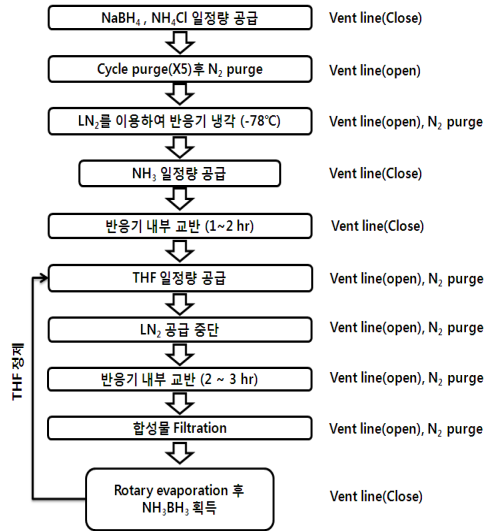 NaBH₄ , NH₄Cl 일정량 공급 Vent line(Close)
Cycle purge(X5)후 N₂ purge Vent line(open)
LN₂를 이용하여 반응기 냉각 (-78℃) Vent line(open), N₂ purge
NH₃ 일정량 공급 Vent line(Close)
반응기 내부 교반 (1~2 hr) Vent line(Close)
THF 일정량 공급 Vent line(open), N₂ purge
LN₂ 공급 중단 Vent line(open), N₂ purge
반응기 내부 교반 (2 ~ 3 hr) Vent line(open), N₂ purge
합성물 Filtration Vent line(open), N₂ purge
Rotary evaporation 후
NH₃BH₃ 획득
Vent line(Close)
THF 정제